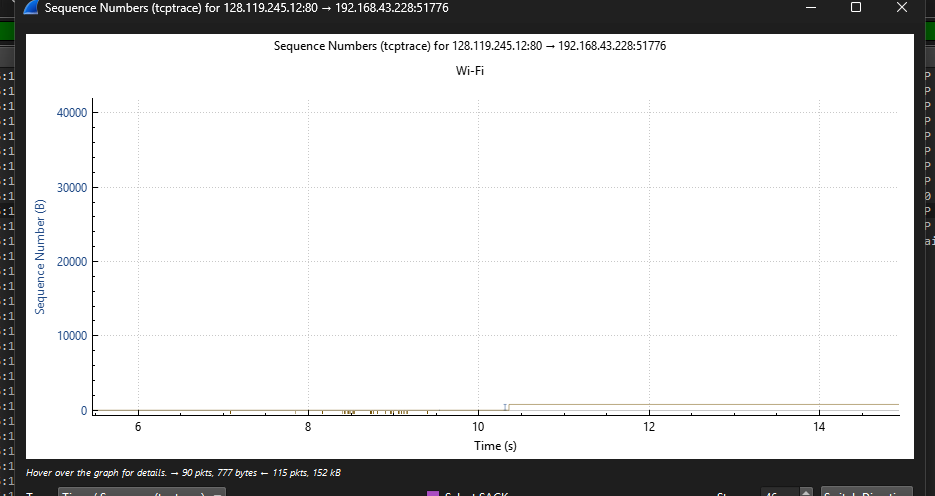 Sequence Numbers (tcptrace) for 128.119.245.12:80 → 192.168.43.228:51776
Sequence Numbers (tcptrace) for 128.119.245.12:80 → 192.168.43.228:51776
Wi-Fi
40000
30000
20000
10000
0
Sequence Number (B)
6 8 10 12 14
Time (s)
Hover over the graph for details. → 90 pkts, 777 bytes ← 115 pkts, 152 kB